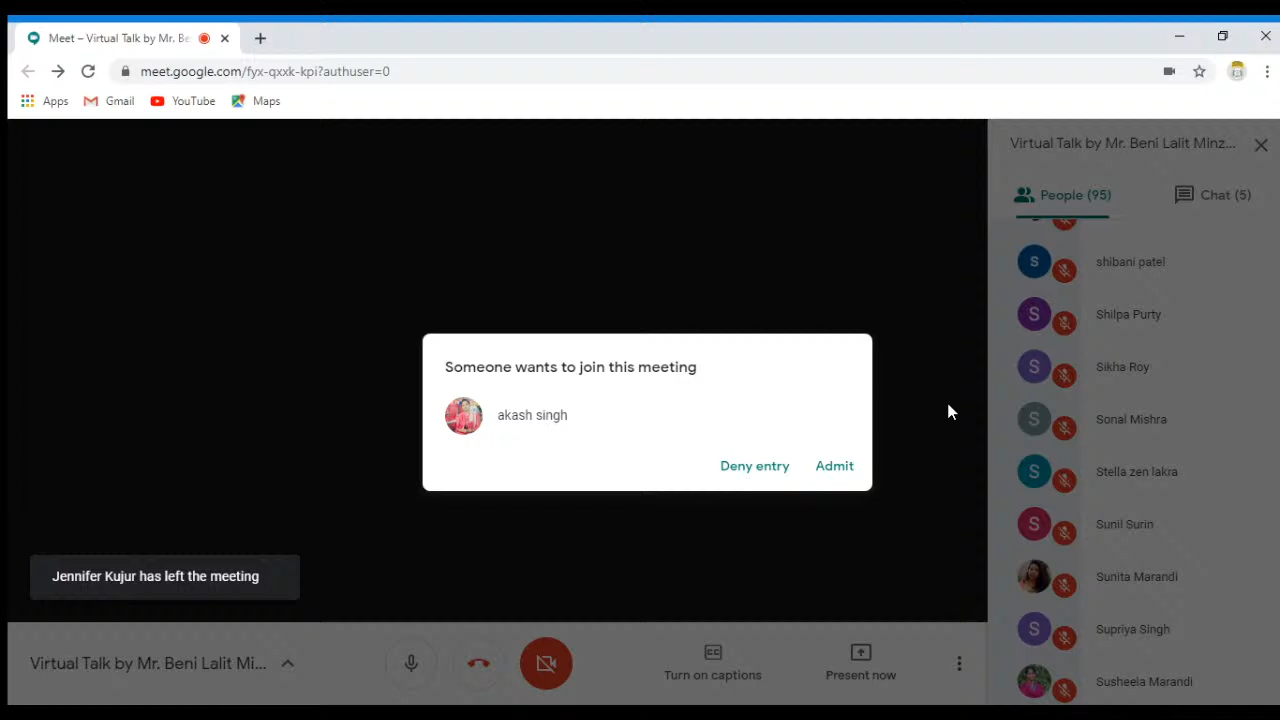 Meet – Virtual Talk by Mr. Be
meet.google.com/fyx-qxxk-kpi?authuser=0
Apps Gmail YouTube Maps
Virtual Talk by Mr. Beni Lalit Minz...
People (95) Chat (5)
S shibani patel
S Shilpa Purty
S Sikha Roy
S Sonal Mishra
S Stella zen lakra
S Sunil Surin
Sunita Marandi
S Supriya Singh
Susheela Marandi
Someone wants to join this meeting
akash singh
Deny entry Admit
Jennifer Kujur has left the meeting
Virtual Talk by Mr. Beni Lalit Mi...
CC
Turn on captions
Present now